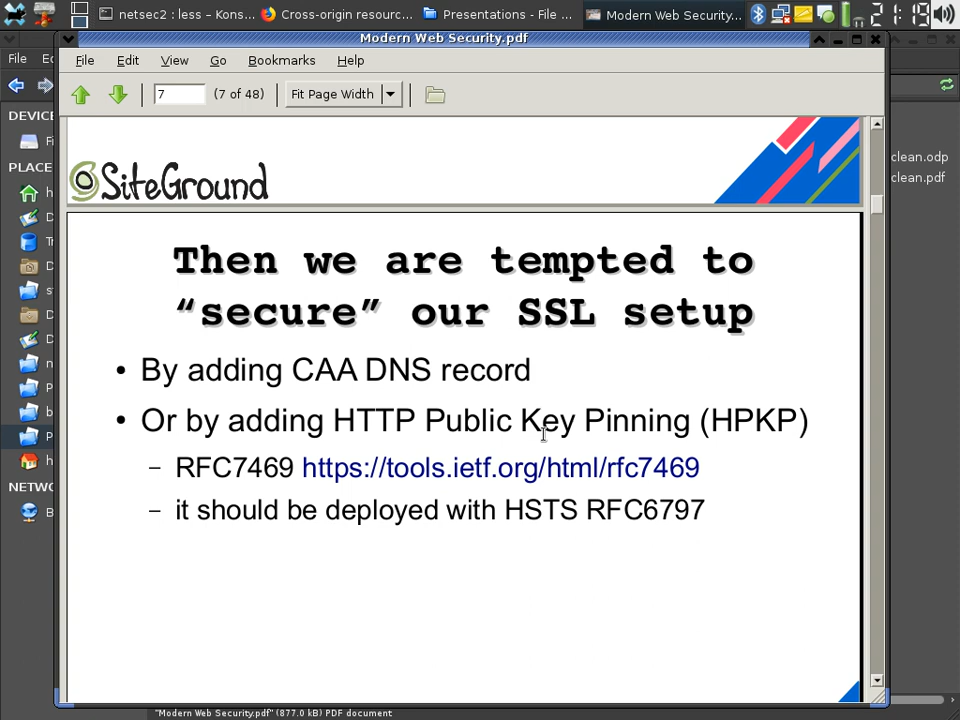 netsec2 : less – Kons... Cross-origin resourc... Presentations - File ... Modern Web Security.... 21:19
Modern Web Security.pdf
File Edit View Go Bookmarks Help
7 (7 of 48) Fit Page Width
File
DEVIC
PLACE
NETWO
clean.odp
clean.pdf
SiteGround
Then we are tempted to
“secure” our SSL setup
• By adding CAA DNS record
• Or by adding HTTP Public Key Pinning (HPKP)
– RFC7469 https://tools.ietf.org/html/rfc7469
– it should be deployed with HSTS RFC6797
"Modern Web Security.pdf" (877.0 kB) PDF document